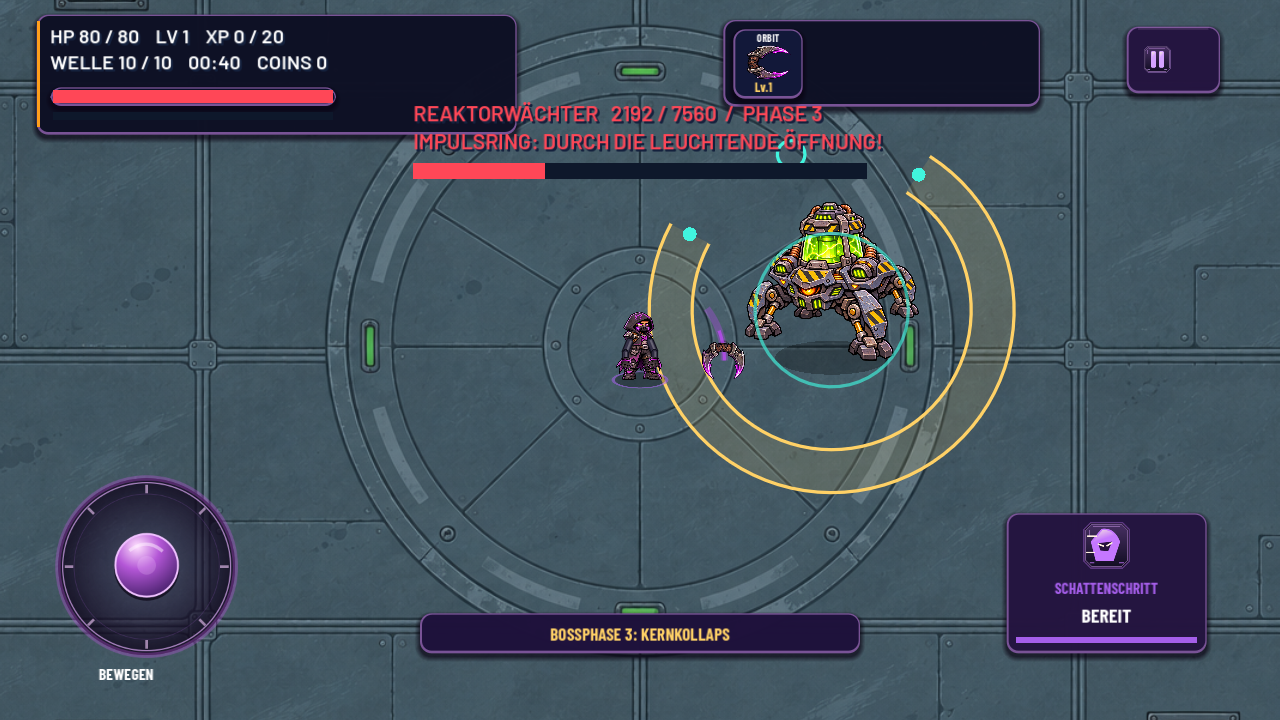 HP 80 / 80 LV 1 XP 0 / 20
WELLE 10 / 10 00:40 COINS 0
ORBIT
Lv.1
REAKTORWÄCHTER 2192 / 7560 / PHASE 3
IMPULSRING: DURCH DIE LEUCHTENDE ÖFFNUNG!
BEWEGEN
BOSSPHASE 3: KERNKOLLAPS
SCHATTENSCHRITT
BEREIT